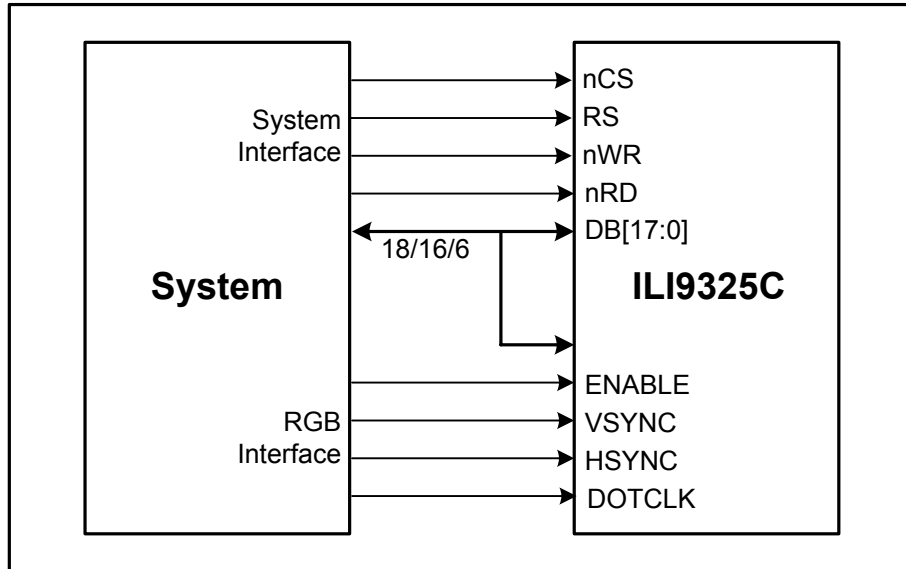 nCS
System
Interface
RS
nWR
nRD
DB[17:0]
18/16/6
System
ILI9325C
ENABLE
RGB
Interface
VSYNC
HSYNC
DOTCLK